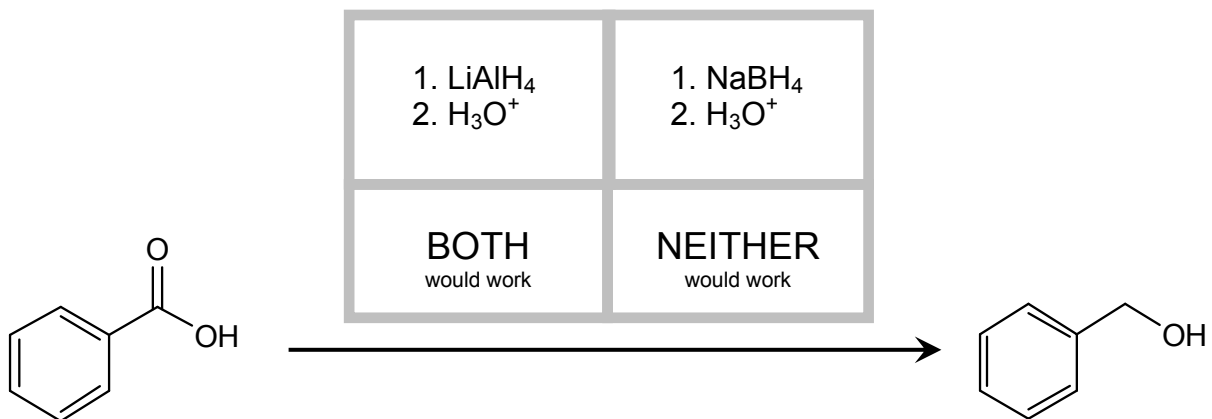 1. LiAlH₄
2. H₃O⁺
1. NaBH₄
2. H₃O⁺
BOTH
would work
NEITHER
would work
O
OH
OH